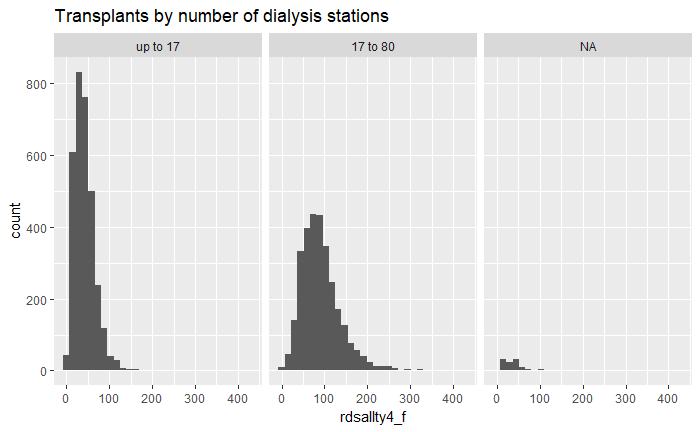 Transplants by number of dialysis stations
up to 17
17 to 80
NA
800
600
400
200
0
count
0 100 200 300 400
0 100 200 300 400
0 100 200 300 400
rdsallty4_f